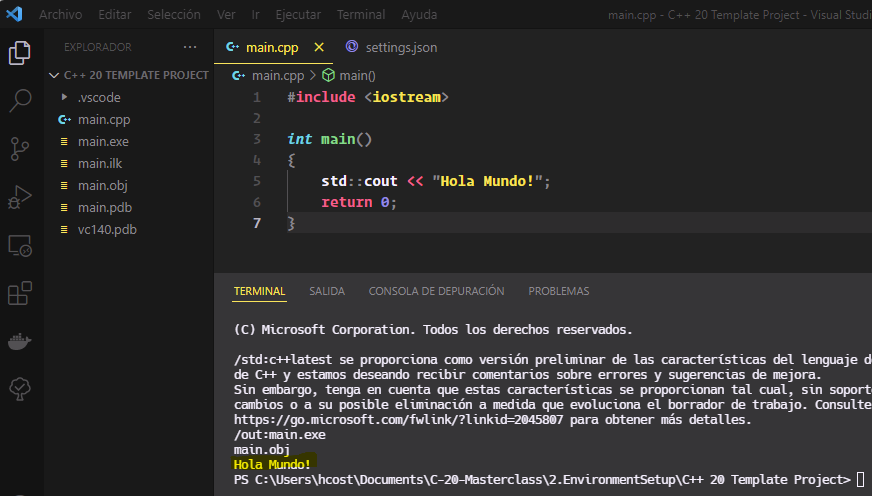 Archivo Editar Selección Ver Ir Ejecutar Terminal Ayuda main.cpp - C++ 20 Template Project - Visual Studi
EXPLORADOR ···
C++ 20 TEMPLATE PROJECT
.vscode
main.cpp
main.exe
main.ilk
main.obj
main.pdb
vc140.pdb
main.cpp settings.json
main.cpp > main()
1 #include <iostream>
2
3 int main()
4 {
5 std::cout << "Hola Mundo!";
6 return 0;
7 }
TERMINAL SALIDA CONSOLA DE DEPURACIÓN PROBLEMAS
(C) Microsoft Corporation. Todos los derechos reservados.
/std:c++latest se proporciona como versión preliminar de las características del lenguaje d
de C++ y estamos deseando recibir comentarios sobre errores y sugerencias de mejora.
Sin embargo, tenga en cuenta que estas características se proporcionan tal cual, sin soport
cambios o a su posible eliminación a medida que evoluciona el borrador de trabajo. Consulte
https://go.microsoft.com/fwlink/?linkid=2045807 para obtener más detalles.
/out:main.exe
main.obj
Hola Mundo!
PS C:\Users\hcost\Documents\C-20-Masterclass\2.EnvironmentSetup\C++ 20 Template Project>